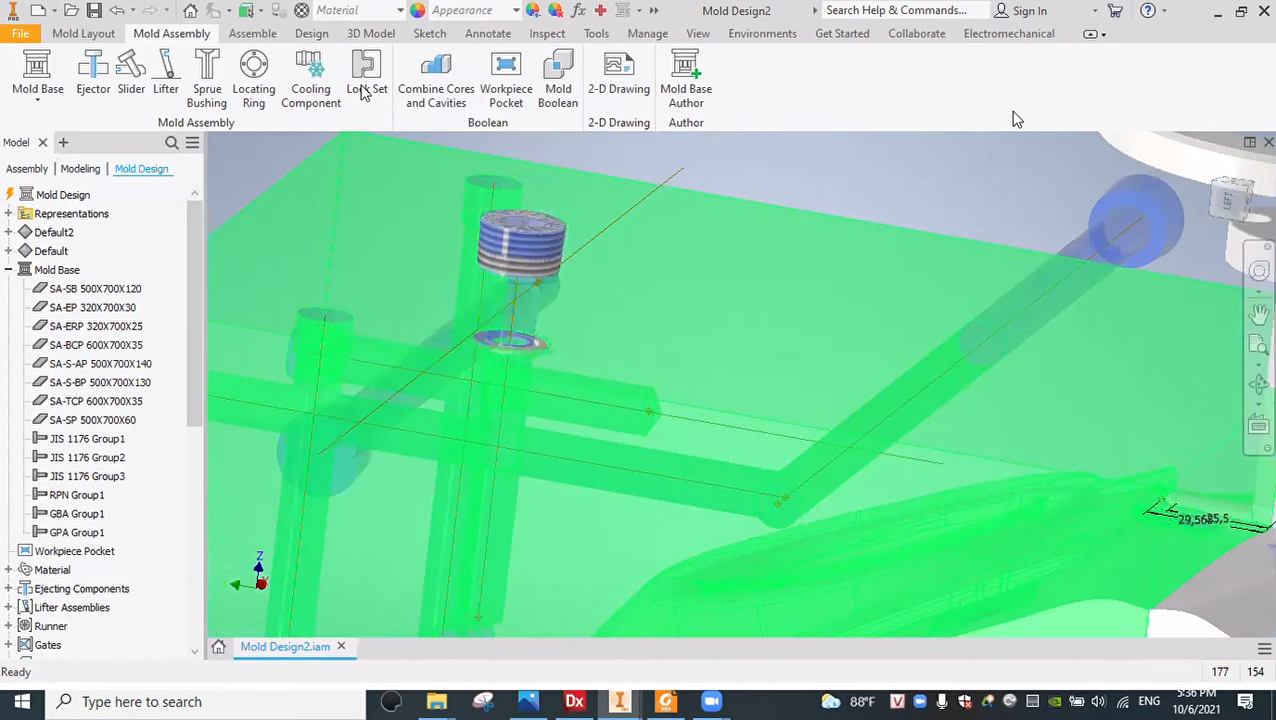 Material
Appearance
Mold Design2
Search Help & Commands...
Sign In
File
Mold Layout
Mold Assembly
Assemble
Design
3D Model
Sketch
Annotate
Inspect
Tools
Manage
View
Environments
Get Started
Collaborate
Electromechanical
Mold Base
Ejector
Slider
Lifter
Sprue
Bushing
Locating
Ring
Cooling
Component
Lock Set
Combine Cores
and Cavities
Workpiece
Pocket
Mold
Boolean
2-D Drawing
Mold Base
Author
Mold Assembly
Boolean
2-D Drawing
Author
Model
Assembly
Modeling
Mold Design
Mold Design
Representations
Default2
Default
Mold Base
SA-SB 500X700X120
SA-EP 320X700X30
SA-ERP 320X700X25
SA-BCP 600X700X35
SA-S-AP 500X700X140
SA-S-BP 500X700X130
SA-TCP 600X700X35
SA-SP 500X700X60
JIS 1176 Group1
JIS 1176 Group2
JIS 1176 Group3
RPN Group1
GBA Group1
GPA Group1
Workpiece Pocket
Material
Ejecting Components
Lifter Assemblies
Runner
Gates
Z
Mold Design2.iam
Ready
177
154
Type here to search
88°F
ENG
5:36 PM
10/6/2021